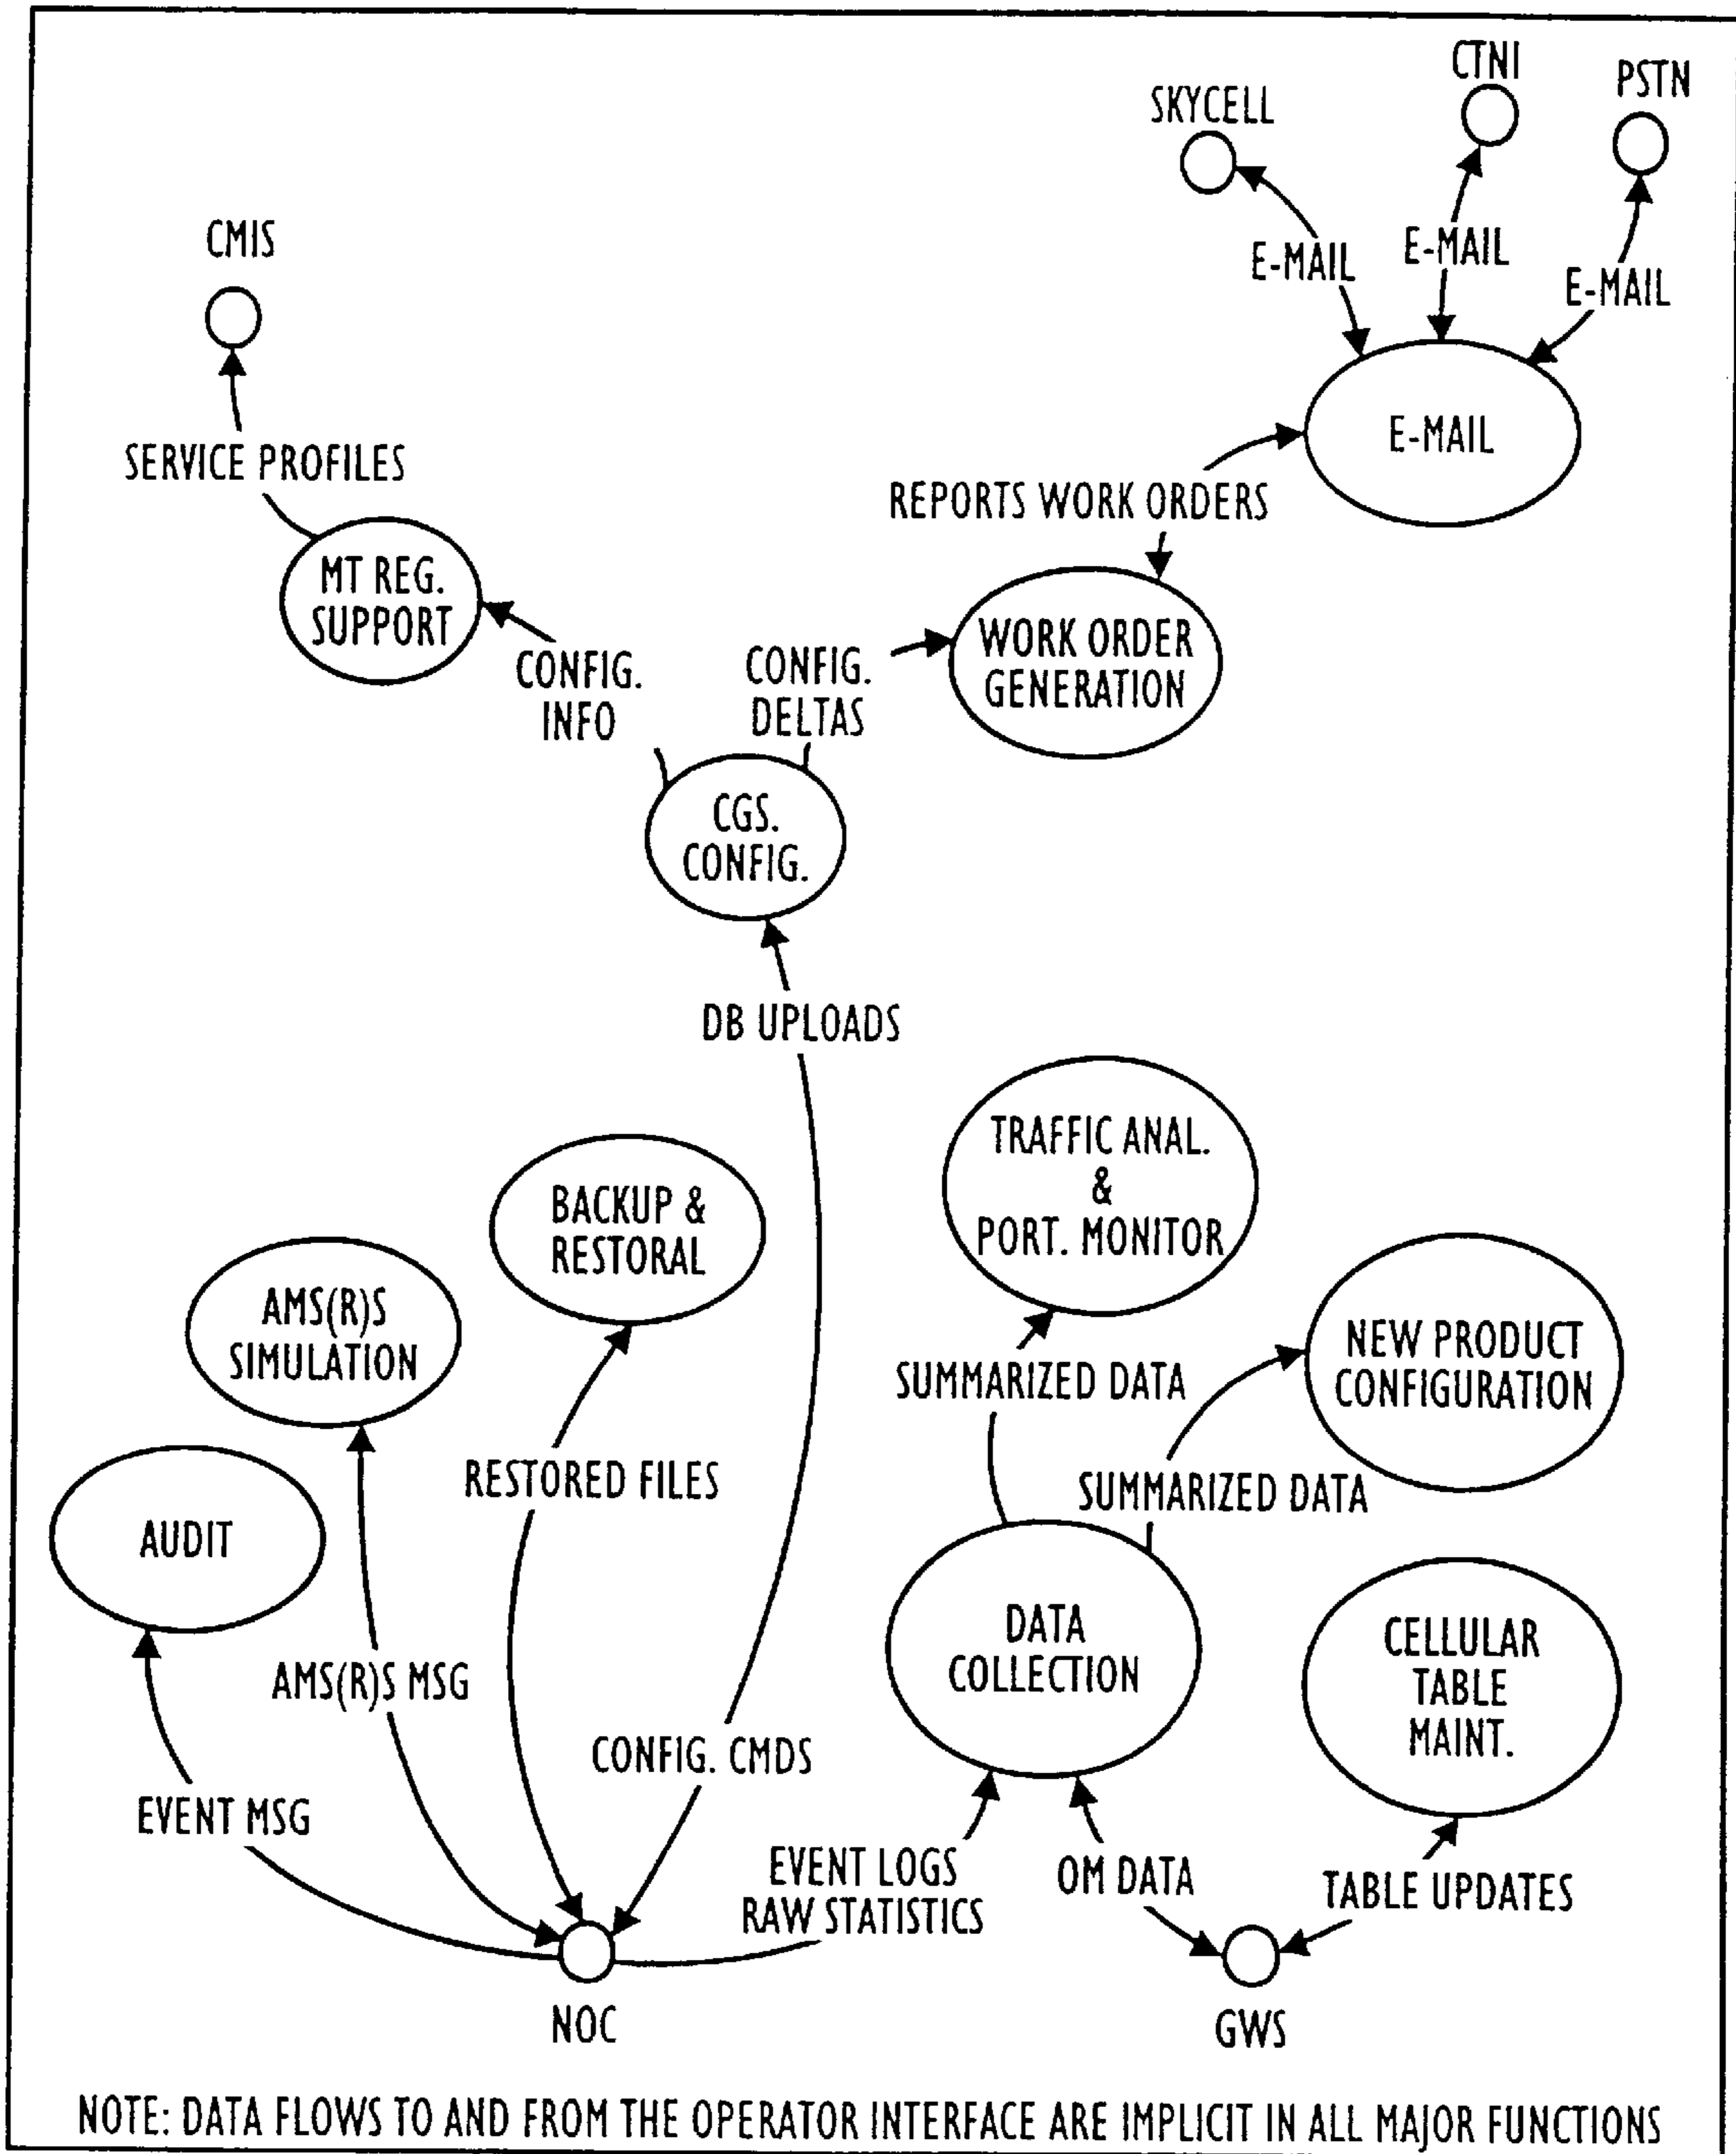 CTNI
PSTN
SKYCELL
CMIS
E-MAIL
E-MAIL
E-MAIL
E-MAIL
SERVICE PROFILES
REPORTS WORK ORDERS
MT REG.
SUPPORT
CONFIG.
INFO
CONFIG.
DELTAS
WORK ORDER
GENERATION
CGS.
CONFIG.
DB UPLOADS
TRAFFIC ANAL.
&
PORT. MONITOR
BACKUP &
RESTORAL
AMS(R)S
SIMULATION
NEW PRODUCT
CONFIGURATION
SUMMARIZED DATA
RESTORED FILES
SUMMARIZED DATA
AUDIT
DATA
COLLECTION
CELLULAR
TABLE
MAINT.
AMS(R)S MSG
CONFIG. CMDS
EVENT MSG
EVENT LOGS
RAW STATISTICS
OM DATA
TABLE UPDATES
NOC
GWS
NOTE: DATA FLOWS TO AND FROM THE OPERATOR INTERFACE ARE IMPLICIT IN ALL MAJOR FUNCTIONS